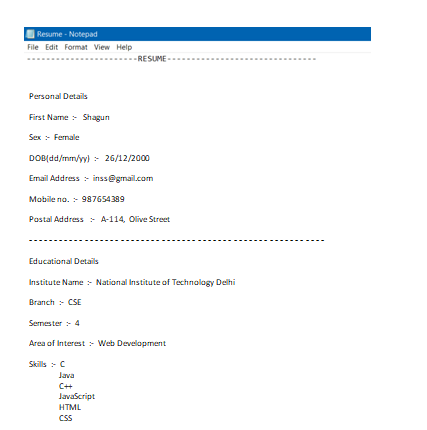 Resume - Notepad
File Edit Format View Help
------------------------RESUME--------------------------------
Personal Details
First Name :- Shagun
Sex :- Female
DOB(dd/mm/yy) :- 26/12/2000
Email Address :- inss@gmail.com
Mobile no. :- 987654389
Postal Address :- A-114, Olive Street
------------------------------------------------------------
Educational Details
Institute Name :- National Institute of Technology Delhi
Branch :- CSE
Semester :- 4
Area of Interest :- Web Development
Skills :- C
Java
C++
JavaScript
HTML
CSS